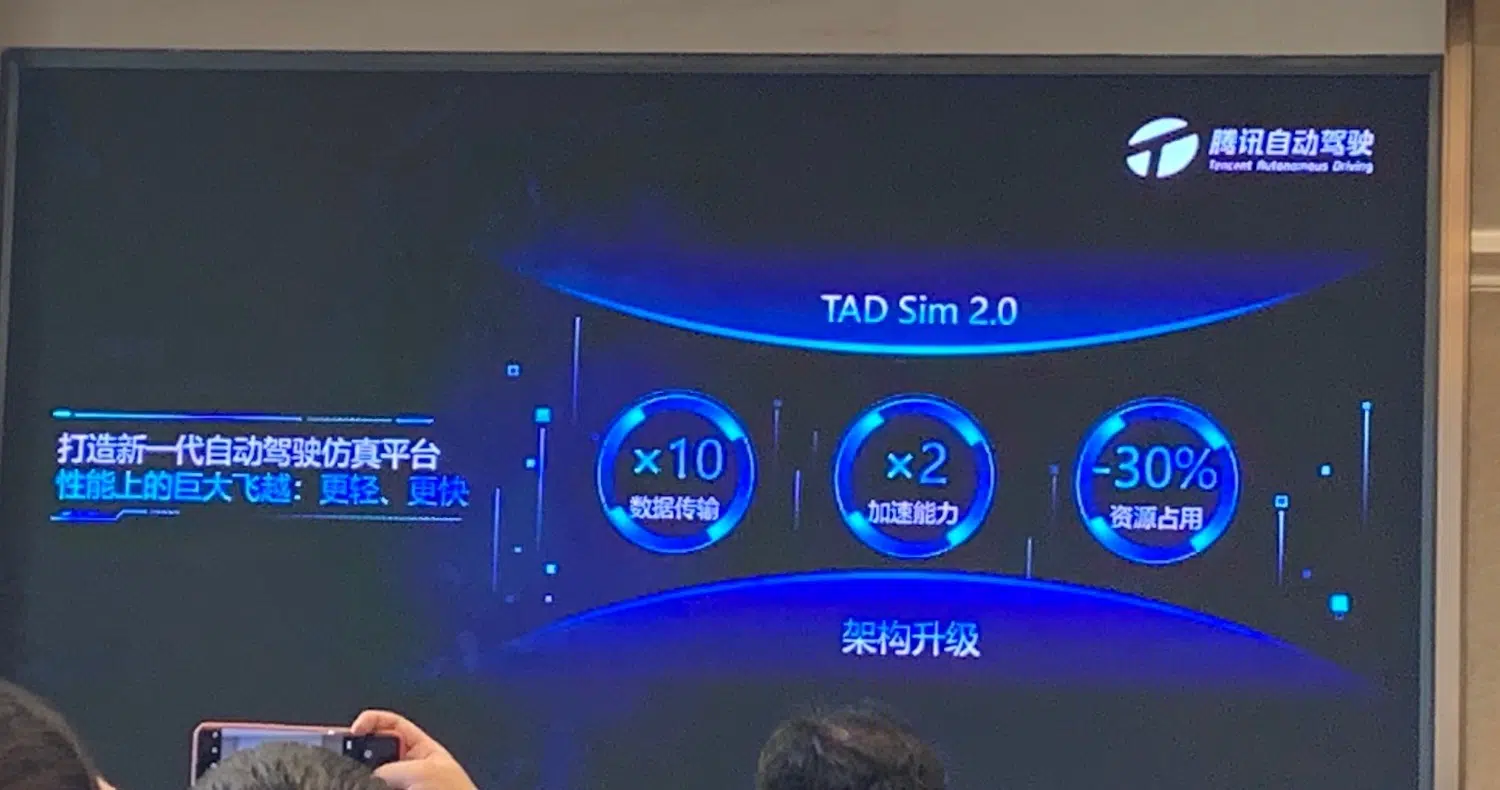 腾讯自动驾驶
Tencent Autonomous Driving
TAD Sim 2.0
打造新一代自动驾驶仿真平台
性能上的巨大飞越：更轻、更快
×10
数据传输
×2
加速能力
-30%
资源占用
架构升级